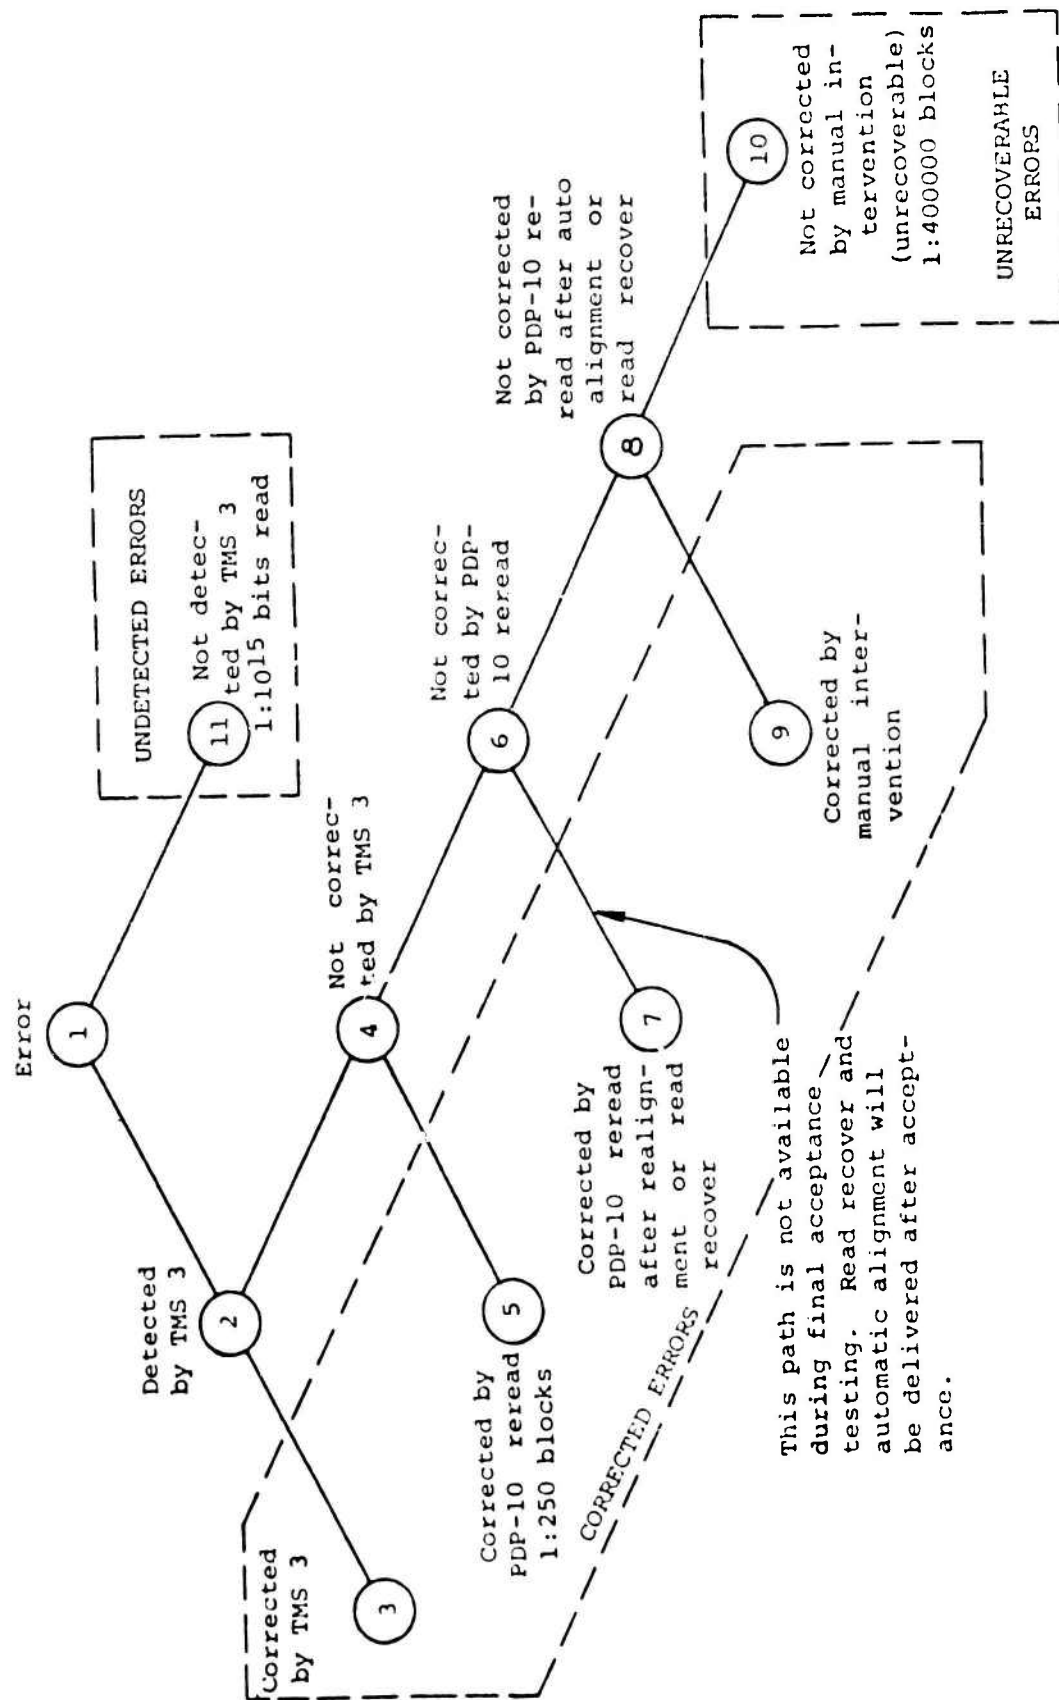 Error
1
UNDETECTED ERRORS
11
Not detec-
ted by TMS 3
1:10¹⁵ bits read
Detected
by TMS 3
2
Not correc-
ted by TMS 3
4
Corrected
by TMS 3
3
Corrected by
PDP-10 reread
1:250 blocks
5
Not correc-
ted by PDP-
10 reread
6
Corrected by
PDP-10 reread
after realign-
ment or read
recover
7
Not corrected
by PDP-10 re-
read after auto
alignment or
read recover
8
Corrected by
manual inter-
vention
9
10
Not corrected
by manual in-
tervention
(unrecoverable)
1:400000 blocks
UNRECOVERABLE
ERRORS
CORRECTED ERRORS
This path is not available
during final acceptance
testing. Read recover and
automatic alignment will
be delivered after accept-
ance.